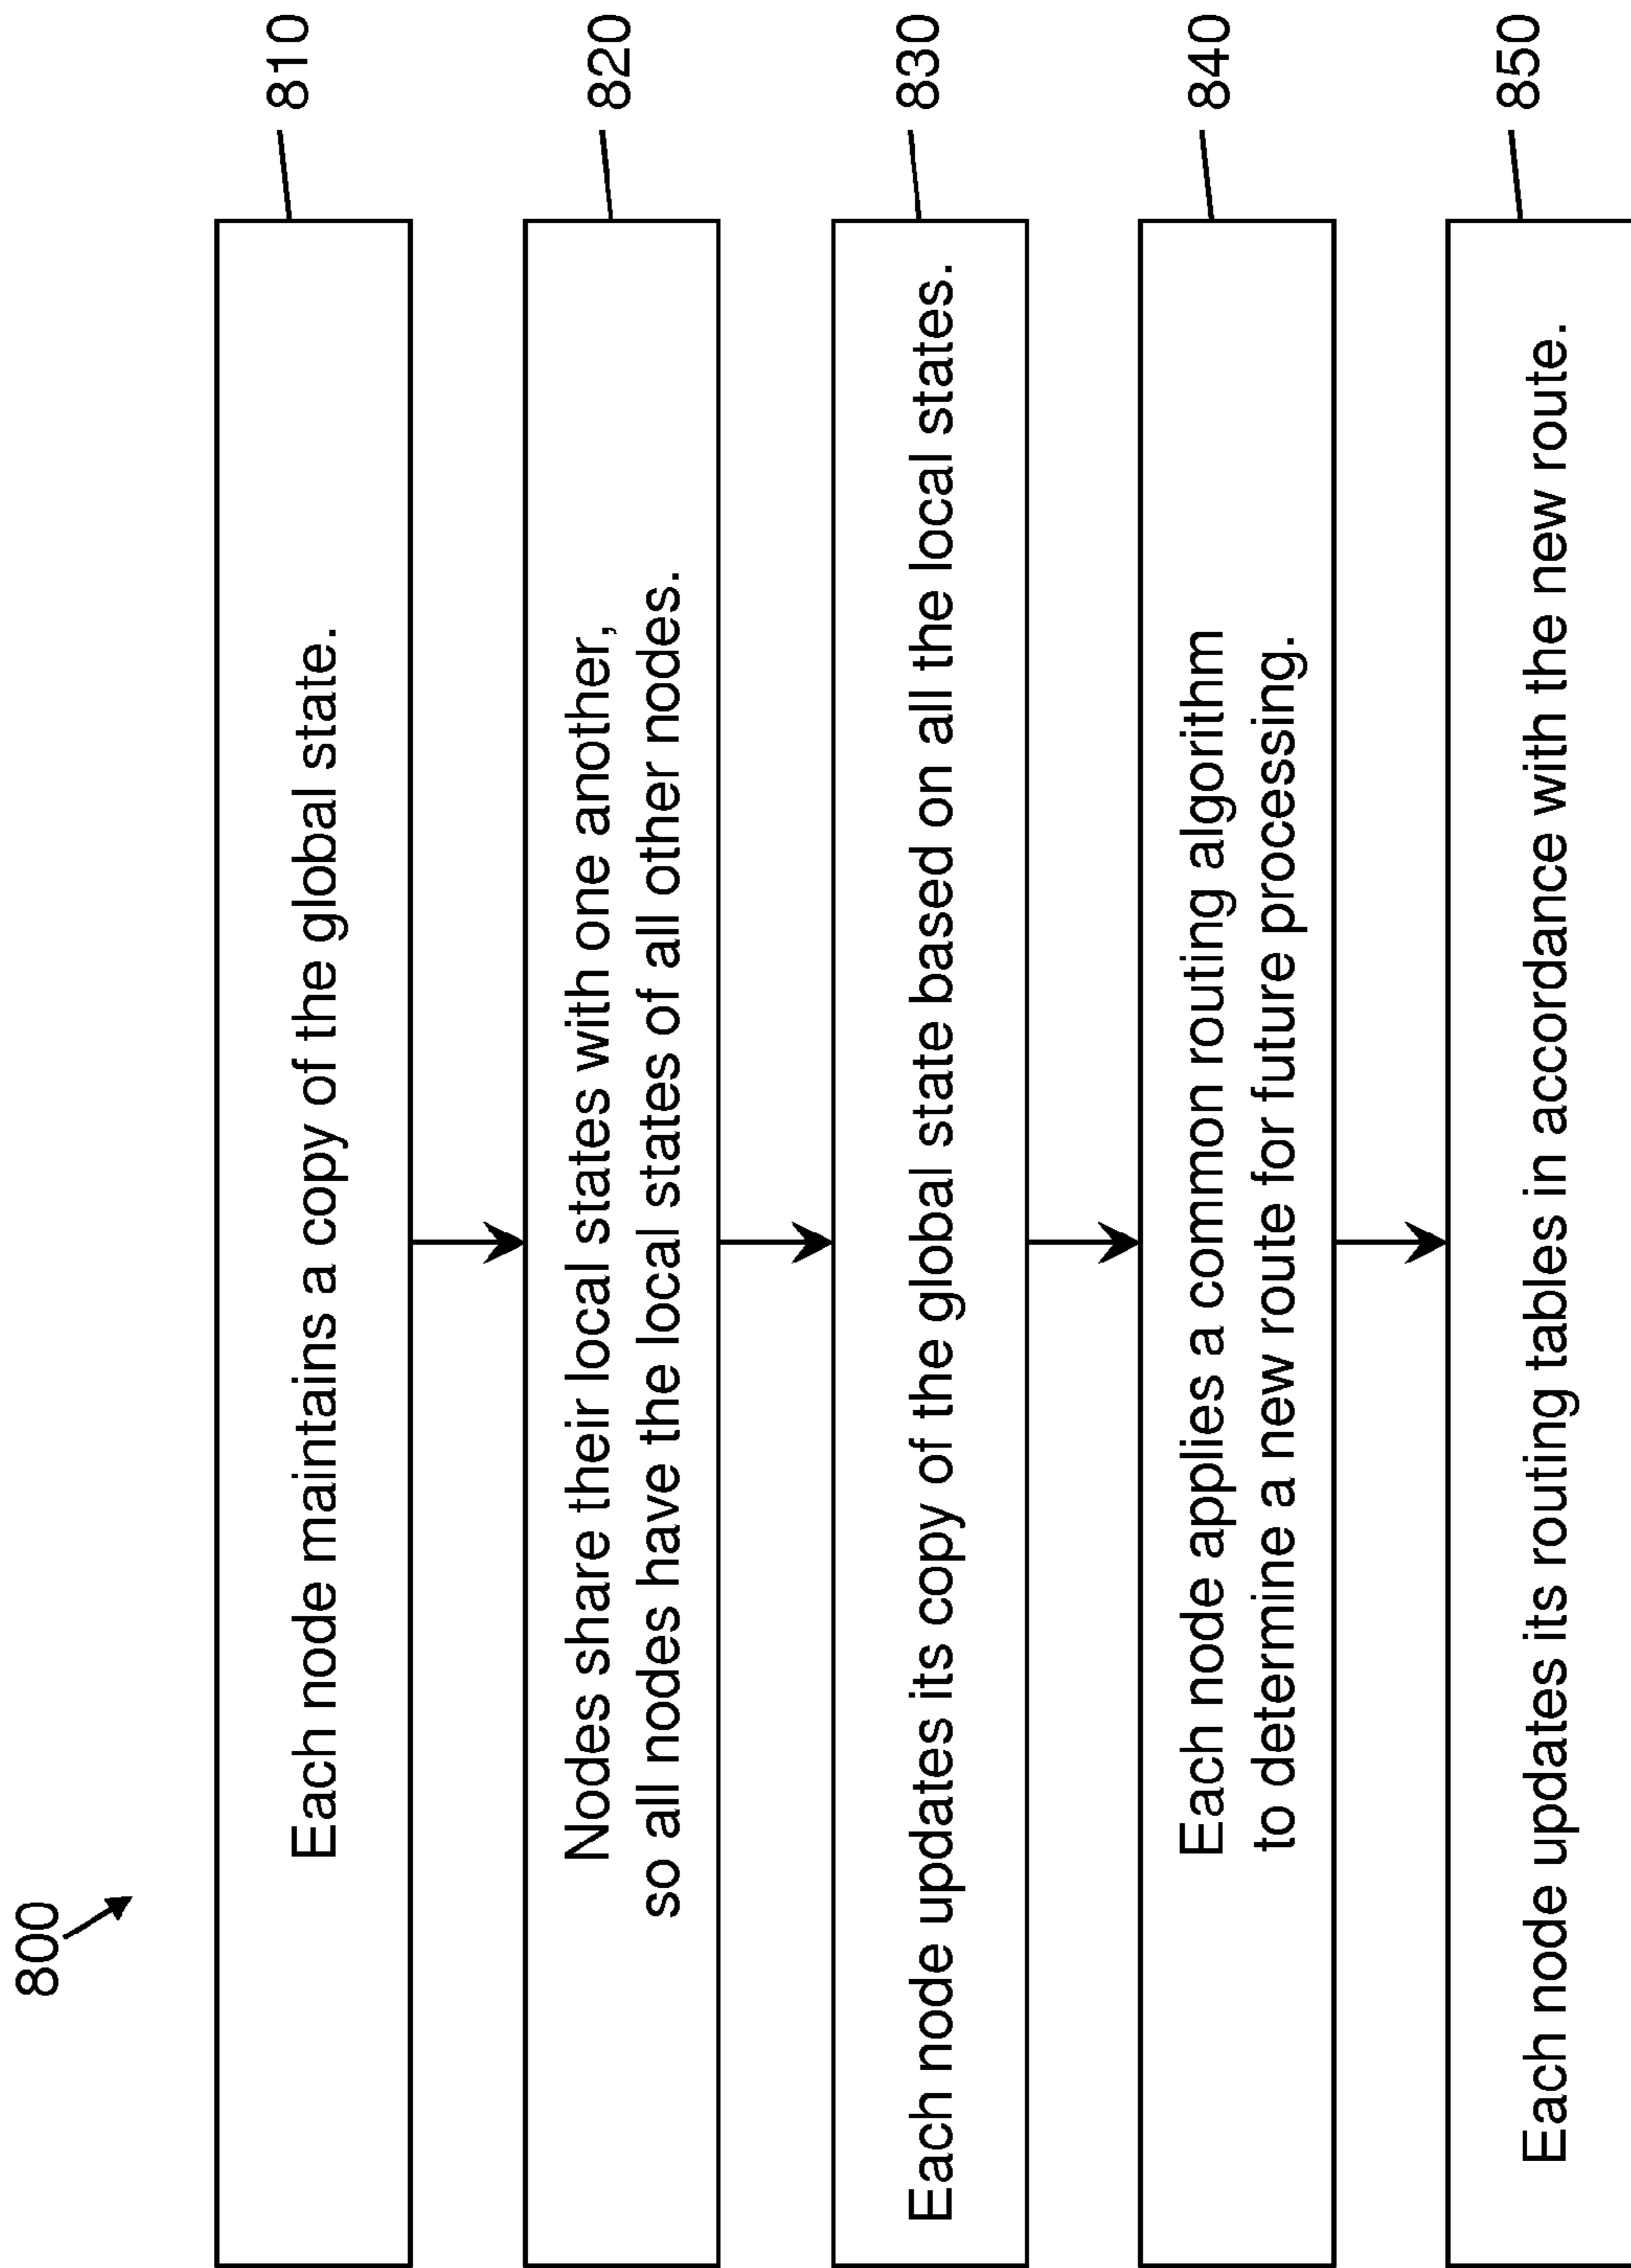 800
Each node maintains a copy of the global state.
810
Nodes share their local states with one another,
so all nodes have the local states of all other nodes.
820
Each node updates its copy of the global state based on all the local states.
830
Each node applies a common routing algorithm
to determine a new route for future processing.
840
Each node updates its routing tables in accordance with the new route.
850